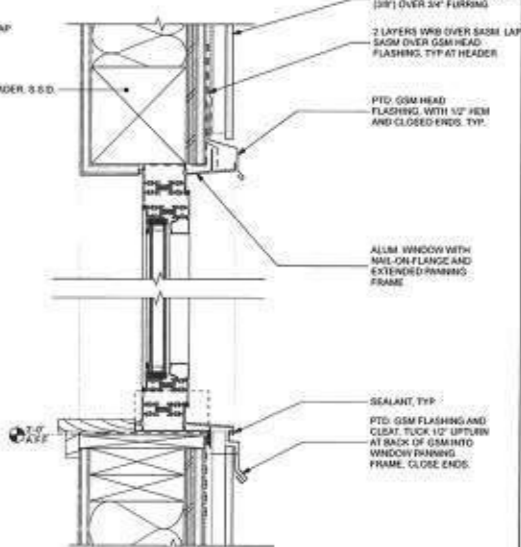 (3/8") OVER 3/4" FURRING
2 LAYERS WRB OVER SASM. LAP
SASM OVER GSM HEAD
FLASHING, TYP AT HEADER
AP
ADER, S.S.D.
PTD. GSM HEAD
FLASHING, WITH 1/2" HEM
AND CLOSED ENDS, TYP.
ALUM. WINDOW WITH
NAIL-ON-FLANGE AND
EXTENDED PANNING
FRAME
SEALANT, TYP
PTD. GSM FLASHING AND
CLEAT. TUCK 1/2" UPTURN
AT BACK OF GSM INTO
WINDOW PANNING
FRAME, CLOSE ENDS.
A.F.F.